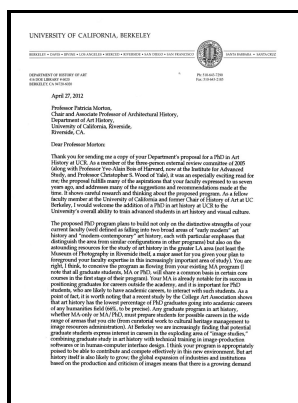 UNIVERSITY OF CALIFORNIA, BERKELEY
BERKELEY • DAVIS • IRVINE • LOS ANGELES • MERCED • RIVERSIDE • SAN DIEGO • SAN FRANCISCO SANTA BARBARA • SANTA CRUZ
DEPARTMENT OF HISTORY OF ART
BERKELEY, CA
April 27, 2012
Professor Patricia Morton,
Chair and Associate Professor of Architectural History,
Department of Art History,
University of California, Riverside,
Riverside, CA.
Dear Professor Morton:
Thank you for sending me a copy of your Department's proposal for a PhD in Art
History at UCR. As a member of the three-person external review committee of 2005
(along with Professor Yve-Alain Bois of Harvard, now at the Institute for Advanced
Study, and Professor Christopher S. Wood of Yale), it was an especially exciting read for
me; the proposal fulfills many of the aspirations that your faculty expressed to us seven
years ago, and addresses many of the suggestions and recommendations made at the
time. It shows careful research and thinking about the proposed program. As a fellow
faculty member at the University of California and former Chair of History of Art at UC
Berkeley, I would welcome the addition of a PhD in art history at UCR to the
University's overall ability to train advanced students in art history and visual culture.
The proposed PhD program plans to build not only on the distinctive strengths of your
current faculty (well defined as falling into two broad areas of "early modern" art
history and "modern-contemporary" art history, each with particular emphases that
distinguish the area from similar configurations in other programs) but also on the
astounding resources for the study of art history in the greater LA area (not least the
Museum of Photography in Riverside itself, a major asset for you given your plan to
foreground your faculty expertise in this increasingly important area of study). You are
right, I think, to conceive the program as flowing from your existing MA program (I
note that all graduate students, MA or PhD, will share a common basis in certain core
courses in the first stage of their program). Your MA is already notable for its success in
positioning graduates for careers outside the academy, and it is important for PhD
students, who are likely to have academic careers, to interact with such students. As a
point of fact, it is worth noting that a recent study by the College Art Association shows
that art history has the lowest percentage of PhD graduates going into academic careers
of any humanities field (60%, to be precise). Any graduate program in art history,
whether MA-only or MA/PhD, must prepare students for possible careers in the wide
range of arenas that you cite (from curatorial work to cultural heritage management to
image resources administration). At Berkeley we are increasingly finding that potential
graduate students express interest in careers in the exploding area of "image studies,"
combining graduate study in art history with technical training in image-production
softwares or in human-computer interface design. I think your program is appropriately
poised to be able to contribute and compete effectively in this new environment. But art
history itself is also likely to grow; the global expansion of industries and institutions
based on the production and criticism of images means that there is a growing demand